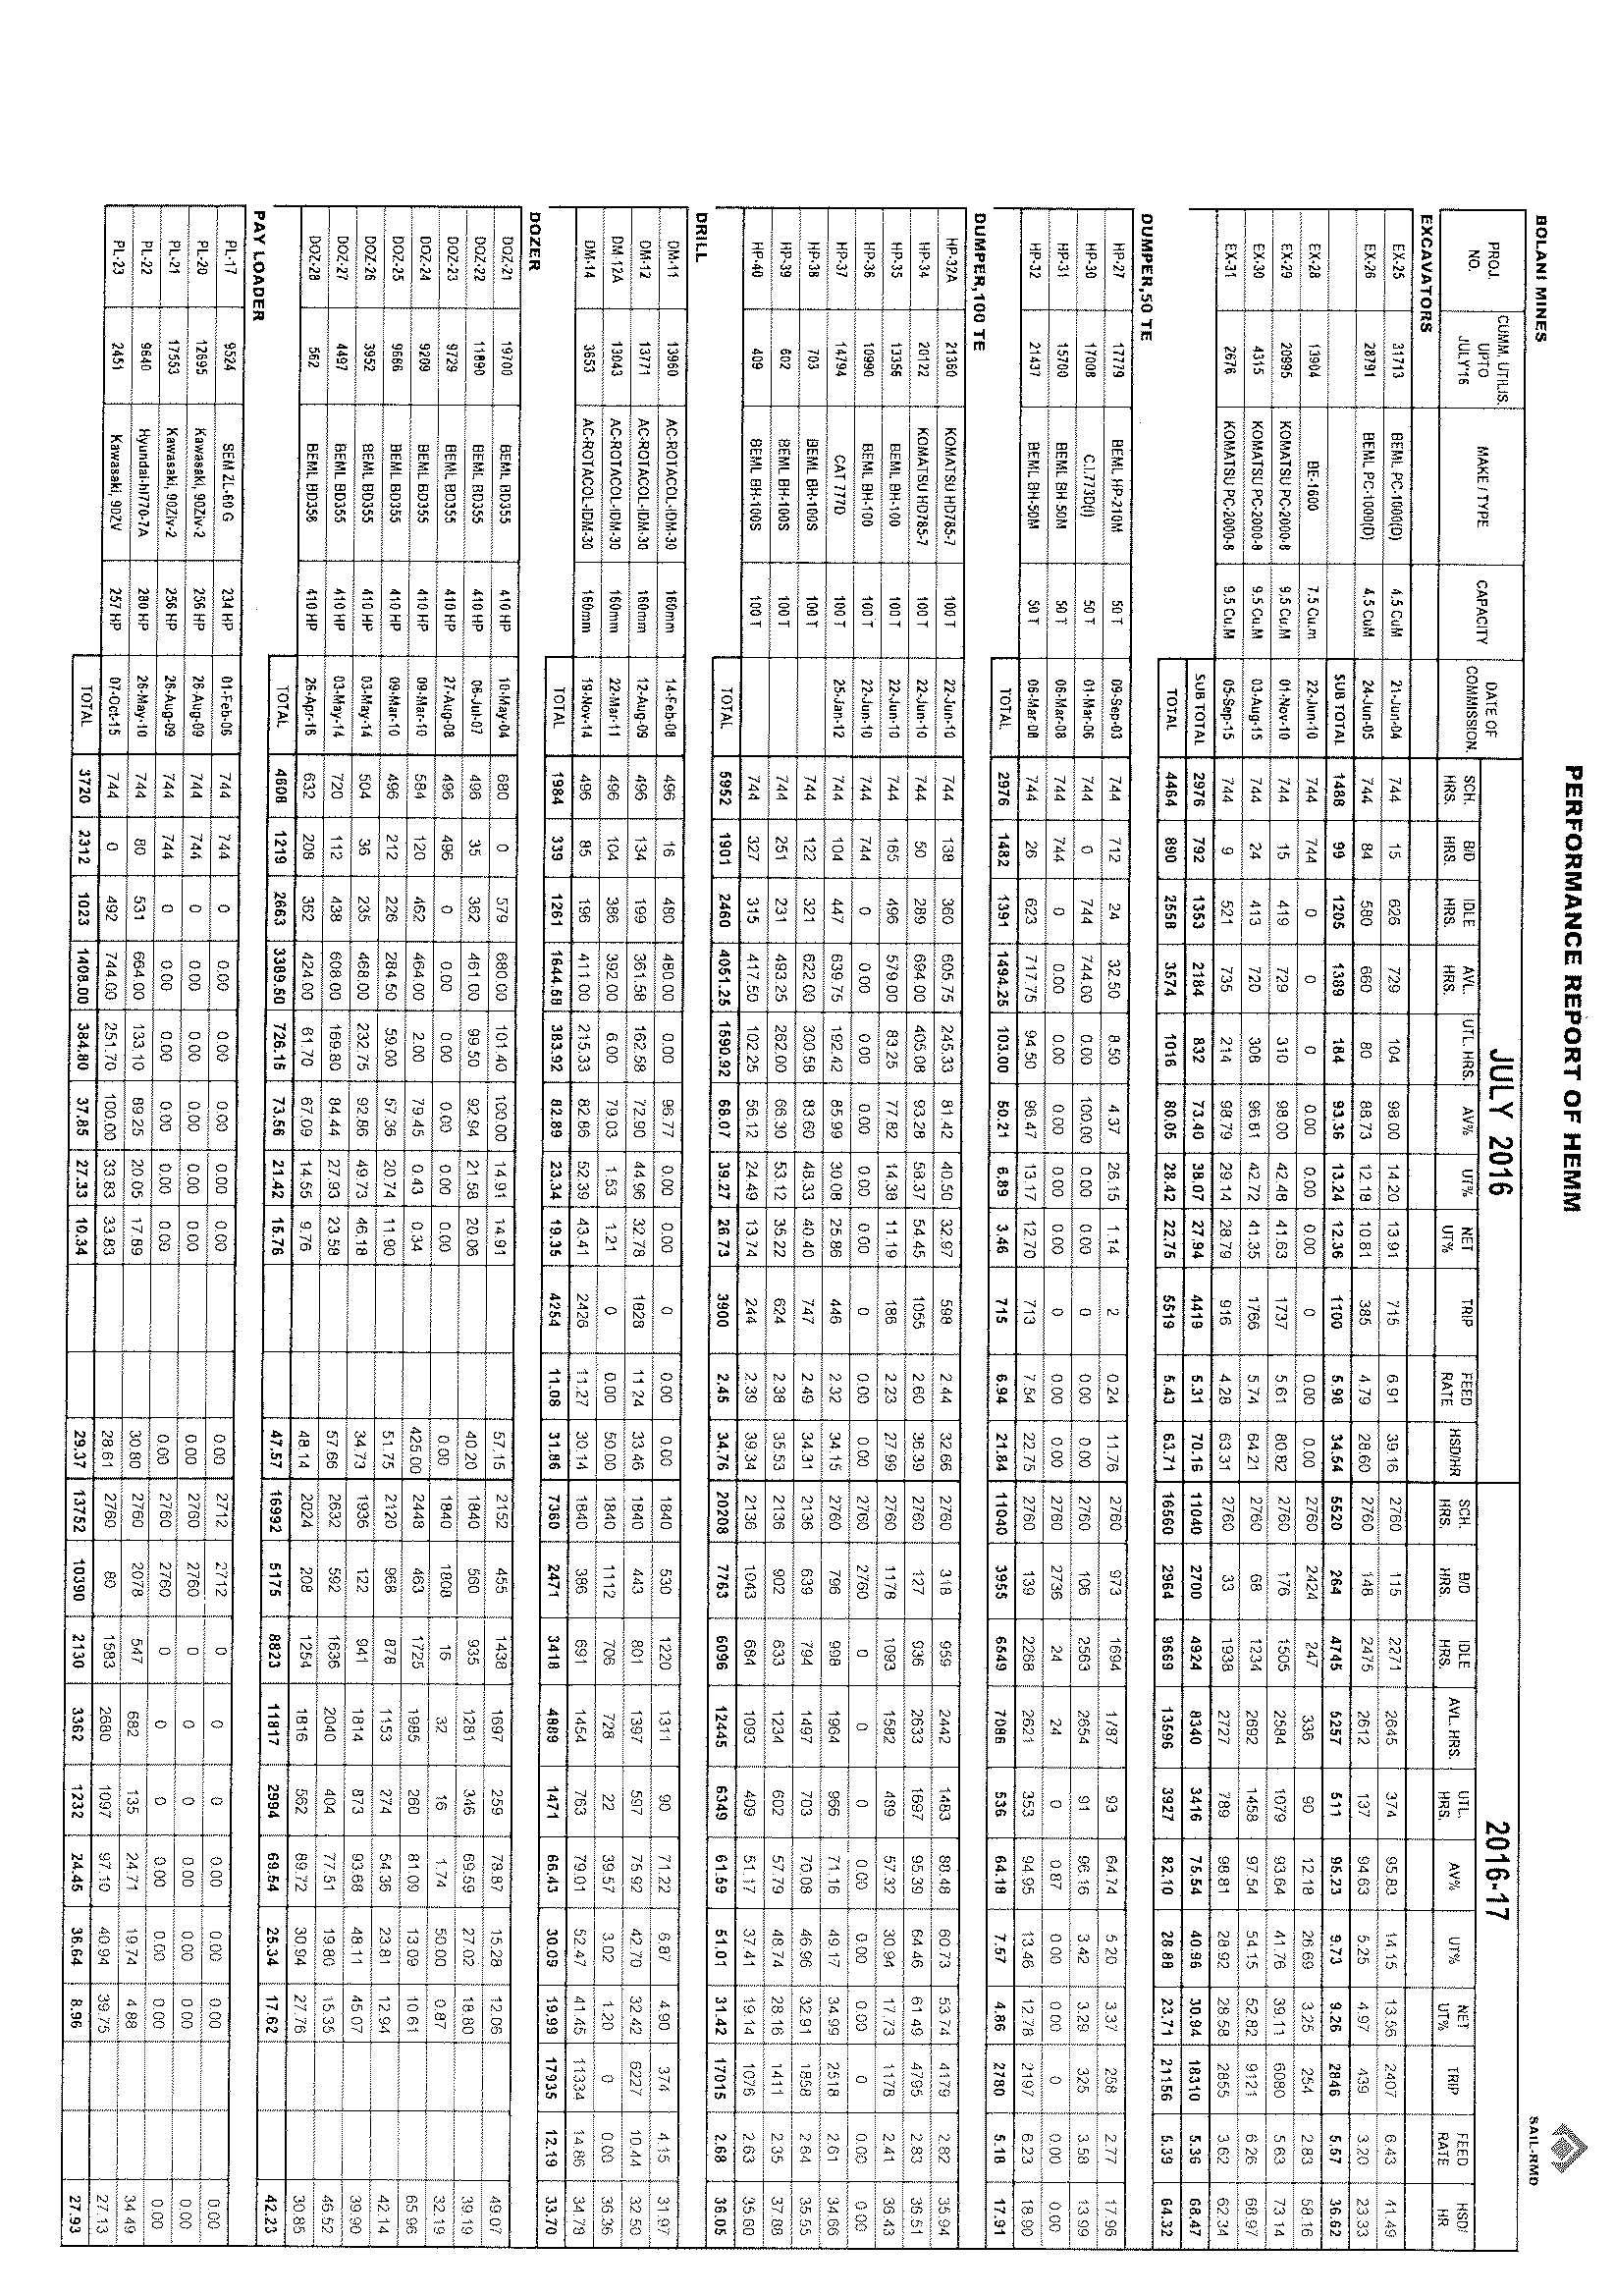 PERFORMANCE REPORT OF HEMM
SAIL-RMD
BOLANI MINES
JULY 2016 2016-17
PROJ. NO. CUMM. UTILIS. UPTO JULY'16 MAKE / TYPE CAPACITY DATE OF COMMISSION. SCH. HRS. B/D HRS. IDLE HRS. AVL. HRS. UTL. HRS. AV% UT% NET UT% TRIP FEED RATE HSD/HR SCH. HRS. B/D HRS. IDLE HRS. AVL. HRS. UTL. HRS. AV% UT% NET UT% TRIP FEED RATE HSD/ HR
EXCAVATORS
EX-25 31713 BEML PC-1000(D) 4.5 CuM 21-Jun-04 744 15 626 729 104 98.00 14.20 13.91 715 6.91 39.16 2760 115 2271 2645 374 95.83 14.15 13.56 2407 6.43 41.49
EX-26 28791 BEML PC-1000(D) 4.5 CuM 24-Jun-05 744 84 580 660 80 88.73 12.18 10.81 385 4.79 28.60 2760 148 2475 2612 137 94.63 5.25 4.97 439 3.20 23.33
SUB TOTAL 1488 99 1205 1389 184 93.36 13.24 12.36 1100 5.98 34.54 5520 264 4745 5257 511 95.23 9.73 9.26 2846 5.57 36.62
EX-28 13904 BE-1600 7.5 Cu.m 22-Jun-10 744 744 0 0 0 0.00 0.00 0.00 0 0.00 0.00 2760 2424 247 336 90 12.18 26.69 3.25 254 2.83 58.16
EX-29 20995 KOMATSU PC-2000-8 9.5 Cu.M 01-Nov-10 744 15 419 729 310 98.00 42.48 41.63 1737 5.61 80.82 2760 176 1505 2584 1079 93.64 41.76 39.11 6080 5.63 73.14
EX-30 4315 KOMATSU PC-2000-8 9.5 Cu.M 03-Aug-15 744 24 413 720 308 96.81 42.72 41.35 1766 5.74 64.21 2760 68 1234 2692 1458 97.54 54.15 52.82 9121 6.26 68.97
EX-31 2676 KOMATSU PC-2000-8 9.5 Cu.M 05-Sep-15 744 9 521 735 214 98.79 29.14 28.79 916 4.28 63.31 2760 33 1938 2727 789 98.81 28.92 28.58 2855 3.62 62.34
SUB TOTAL 2976 792 1353 2184 832 73.40 38.07 27.94 4419 5.31 70.16 11040 2700 4924 8340 3416 75.54 40.96 30.94 18310 5.36 68.47
TOTAL 4464 890 2558 3574 1016 80.05 28.42 22.75 5519 5.43 63.71 16560 2964 9669 13596 3927 82.10 28.88 23.71 21156 5.39 64.32
DUMPER,50 TE
HP-27 17779 BEML HP-210M 50 T 09-Sep-03 744 712 24 32.50 8.50 4.37 26.15 1.14 2 0.24 11.76 2760 973 1694 1787 93 64.74 5.20 3.37 258 2.77 17.96
HP-30 17008 C.I.773D(I) 50 T 01-Mar-06 744 0 744 744.00 0.00 100.00 0.00 0.00 0 0.00 0.00 2760 106 2563 2654 91 96.16 3.42 3.29 325 3.58 13.99
HP-31 15700 BEML BH-50M 50 T 06-Mar-08 744 744 0 0.00 0.00 0.00 0.00 0.00 0 0.00 0.00 2760 2736 24 24 0 0.87 0.00 0.00 0 0.00 0.00
HP-32 21437 BEML BH-50M 50 T 06-Mar-08 744 26 623 717.75 94.50 96.47 13.17 12.70 713 7.54 22.75 2760 139 2268 2621 353 94.95 13.46 12.78 2197 6.23 18.90
TOTAL 2976 1482 1391 1494.25 103.00 50.21 6.89 3.46 715 6.94 21.84 11040 3955 6549 7086 536 64.18 7.57 4.86 2780 5.18 17.91
DUMPER,100 TE
HP-32A 21360 KOMATSU HD785-7 100 T 22-Jun-10 744 138 360 605.75 245.33 81.42 40.50 32.97 598 2.44 32.66 2760 318 959 2442 1483 88.48 60.73 53.74 4179 2.82 35.94
HP-34 20122 KOMATSU HD785-7 100 T 22-Jun-10 744 50 289 694.00 405.08 93.28 58.37 54.45 1055 2.60 36.39 2760 127 936 2633 1697 95.39 64.46 61.49 4795 2.83 36.51
HP-35 13356 BEML BH-100 100 T 22-Jun-10 744 165 496 579.00 83.25 77.82 14.38 11.19 186 2.23 27.99 2760 1178 1093 1582 489 57.32 30.94 17.73 1178 2.41 36.43
HP-36 10990 BEML BH-100 100 T 22-Jun-10 744 744 0 0.00 0.00 0.00 0.00 0.00 0 0.00 0.00 2760 2760 0 0 0 0.00 0.00 0.00 0 0.00 0.00
HP-37 14794 CAT 777D 100 T 25-Jan-12 744 104 447 639.75 192.42 85.99 30.08 25.86 446 2.32 34.15 2760 796 998 1964 966 71.16 49.17 34.99 2518 2.61 34.66
HP-38 703 BEML BH-100S 100 T 744 122 321 622.00 300.58 83.60 48.33 40.40 747 2.49 34.31 2136 639 794 1497 703 70.08 46.96 32.91 1858 2.64 35.55
HP-39 602 BEML BH-100S 100 T 744 251 231 493.25 262.00 66.30 53.12 35.22 624 2.38 35.53 2136 902 633 1234 602 57.79 48.74 28.16 1411 2.35 37.88
HP-40 409 BEML BH-100S 100 T 744 327 315 417.50 102.25 56.12 24.49 13.74 244 2.39 39.34 2136 1043 684 1093 409 51.17 37.41 19.14 1076 2.63 35.60
TOTAL 5952 1901 2460 4051.25 1590.92 68.07 39.27 26.73 3900 2.45 34.76 20208 7763 6096 12445 6349 61.59 51.01 31.42 17015 2.68 36.05
DRILL
DM-11 13960 AC-ROTACOL-IDM-30 160mm 14-Feb-08 496 16 480 480.00 0.00 96.77 0.00 0.00 0 0.00 0.00 1840 530 1220 1311 90 71.22 6.87 4.90 374 4.15 31.97
DM-12 13771 AC-ROTACOL-IDM-30 160mm 12-Aug-09 496 134 199 361.58 162.58 72.90 44.96 32.78 1828 11.24 33.46 1840 443 801 1397 597 75.92 42.70 32.42 6227 10.44 32.50
DM-12A 13043 AC-ROTACOL-IDM-30 160mm 22-Mar-11 496 104 386 392.00 6.00 79.03 1.53 1.21 0 0.00 50.00 1840 1112 706 728 22 39.57 3.02 1.20 0 0.00 36.36
DM-14 3653 AC-ROTACOL-IDM-30 160mm 19-Nov-14 496 85 196 411.00 215.33 82.86 52.39 43.41 2426 11.27 30.14 1840 386 691 1454 763 79.01 52.47 41.45 11334 14.86 34.78
TOTAL 1984 339 1261 1644.58 383.92 82.89 23.34 19.35 4254 11.08 31.86 7360 2471 3418 4889 1471 66.43 30.09 19.99 17935 12.19 33.70
DOZER
DOZ-21 19700 BEML BD355 410 HP 10-May-04 680 0 579 680.00 101.40 100.00 14.91 14.91 57.15 2152 455 1438 1697 259 78.87 15.28 12.06 49.07
DOZ-22 11890 BEML BD355 410 HP 06-Jul-07 496 35 362 461.00 99.50 92.94 21.58 20.06 40.20 1840 560 935 1281 346 69.59 27.02 18.80 39.19
DOZ-23 9729 BEML BD355 410 HP 27-Aug-08 496 496 0 0.00 0.00 0.00 0.00 0.00 0.00 1840 1808 16 32 16 1.74 50.00 0.87 32.19
DOZ-24 9209 BEML BD355 410 HP 09-Mar-10 584 120 462 464.00 2.00 79.45 0.43 0.34 425.00 2448 463 1725 1985 260 81.09 13.09 10.61 65.96
DOZ-25 9686 BEML BD355 410 HP 09-Mar-10 496 212 226 284.50 59.00 57.36 20.74 11.90 51.75 2120 968 878 1153 274 54.36 23.81 12.94 42.14
DOZ-26 3952 BEML BD355 410 HP 03-May-14 504 36 235 468.00 232.75 92.86 49.73 46.18 34.73 1936 122 941 1814 873 93.68 48.11 45.07 39.90
DOZ-27 4497 BEML BD355 410 HP 03-May-14 720 112 438 608.00 169.80 84.44 27.93 23.58 57.66 2632 592 1636 2040 404 77.51 19.80 15.35 46.52
DOZ-28 562 BEML BD356 410 HP 26-Apr-16 632 208 362 424.00 61.70 67.09 14.55 9.76 48.14 2024 208 1254 1816 562 89.72 30.94 27.76 30.85
TOTAL 4608 1219 2663 3389.50 726.15 73.56 21.42 15.76 47.57 16992 5175 8823 11817 2994 69.54 25.34 17.62 42.23
PAY LOADER
PL-17 9524 SEM ZL-60 G 234 HP 01-Feb-06 744 744 0 0.00 0.00 0.00 0.00 0.00 0.00 2712 2712 0 0 0 0.00 0.00 0.00 0.00
PL-20 12695 Kawasaki, 90Ziv-2 256 HP 26-Aug-09 744 744 0 0.00 0.00 0.00 0.00 0.00 0.00 2760 2760 0 0 0 0.00 0.00 0.00 0.00
PL-21 17553 Kawasaki, 90Ziv-2 256 HP 26-Aug-09 744 744 0 0.00 0.00 0.00 0.00 0.00 0.00 2760 2760 0 0 0 0.00 0.00 0.00 0.00
PL-22 9640 Hyundai-hl770-7A 280 HP 26-May-10 744 80 531 664.00 133.10 89.25 20.05 17.89 30.80 2760 2078 547 682 135 24.71 19.74 4.88 34.49
PL-23 2451 Kawasaki, 90ZV 257 HP 07-Oct-15 744 0 492 744.00 251.70 100.00 33.83 33.83 28.61 2760 80 1583 2680 1097 97.10 40.94 39.75 27.13
TOTAL 3720 2312 1023 1408.00 384.80 37.85 27.33 10.34 29.37 13752 10390 2130 3362 1232 24.45 36.64 8.96 27.93